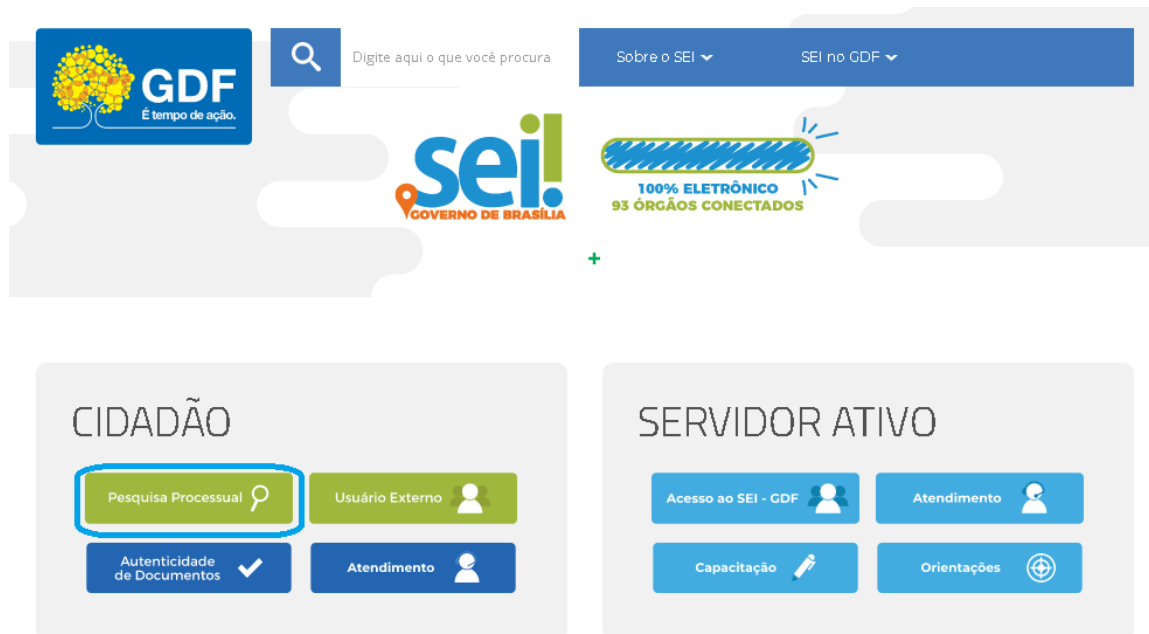 GDF
É tempo de ação.
Digite aqui o que você procura
Sobre o SEI
SEI no GDF
sei!
GOVERNO DE BRASÍLIA
100% ELETRÔNICO
93 ÓRGÃOS CONECTADOS
+
CIDADÃO
Pesquisa Processual
Usuário Externo
Autenticidade
de Documentos
Atendimento
SERVIDOR ATIVO
Acesso ao SEI - GDF
Atendimento
Capacitação
Orientações